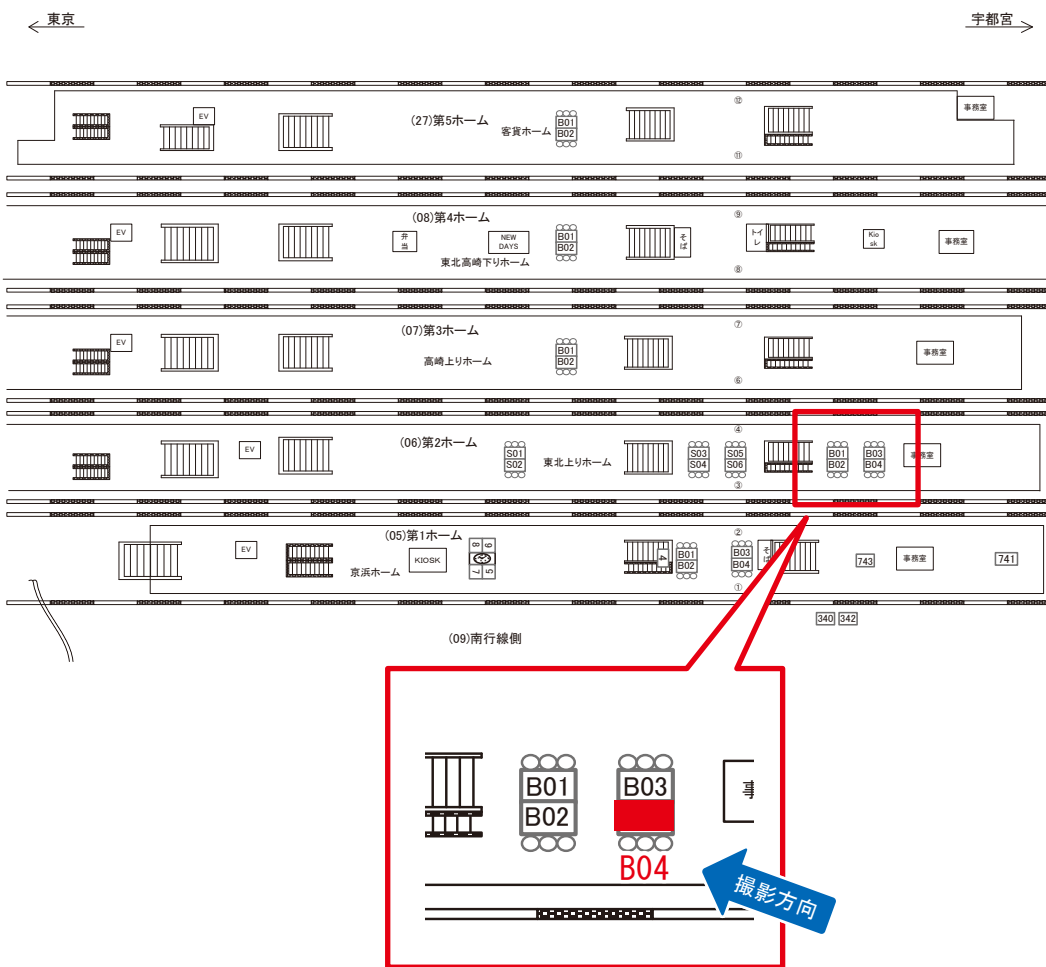 東京
宇都宮
EV
(27)第5ホーム
客貨ホーム
B01
B02
⑫
⑪
事務室
EV
(08)第4ホーム
弁当
NEW DAYS
東北高崎下りホーム
B01
B02
そば
⑨
⑧
トイレ
Kiosk
事務室
EV
(07)第3ホーム
高崎上りホーム
B01
B02
⑦
⑥
事務室
EV
(06)第2ホーム
S01
S02
東北上りホーム
S03
S04
S05
S06
④
③
B01
B02
B03
B04
事務室
EV
(05)第1ホーム
京浜ホーム
KIOSK
8 9
7 5
4
B01
B02
②
B03
B04
①
そば
743
事務室
741
340 342
(09)南行線側
B01
B02
B03
B04
事
撮影方向